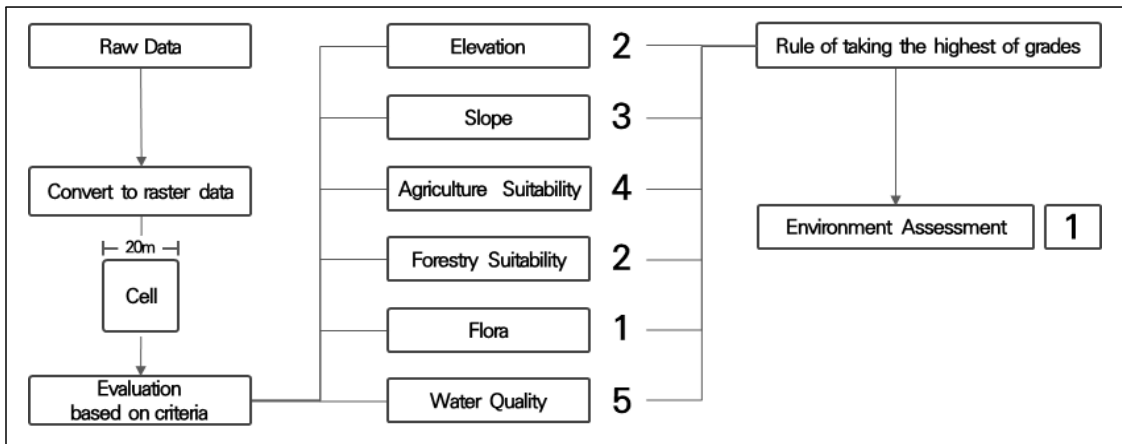 Raw Data
Convert to raster data
20m
Cell
Evaluation
based on criteria
Elevation 2
Slope 3
Agriculture Suitability 4
Forestry Suitability 2
Flora 1
Water Quality 5
Rule of taking the highest of grades
Environment Assessment 1